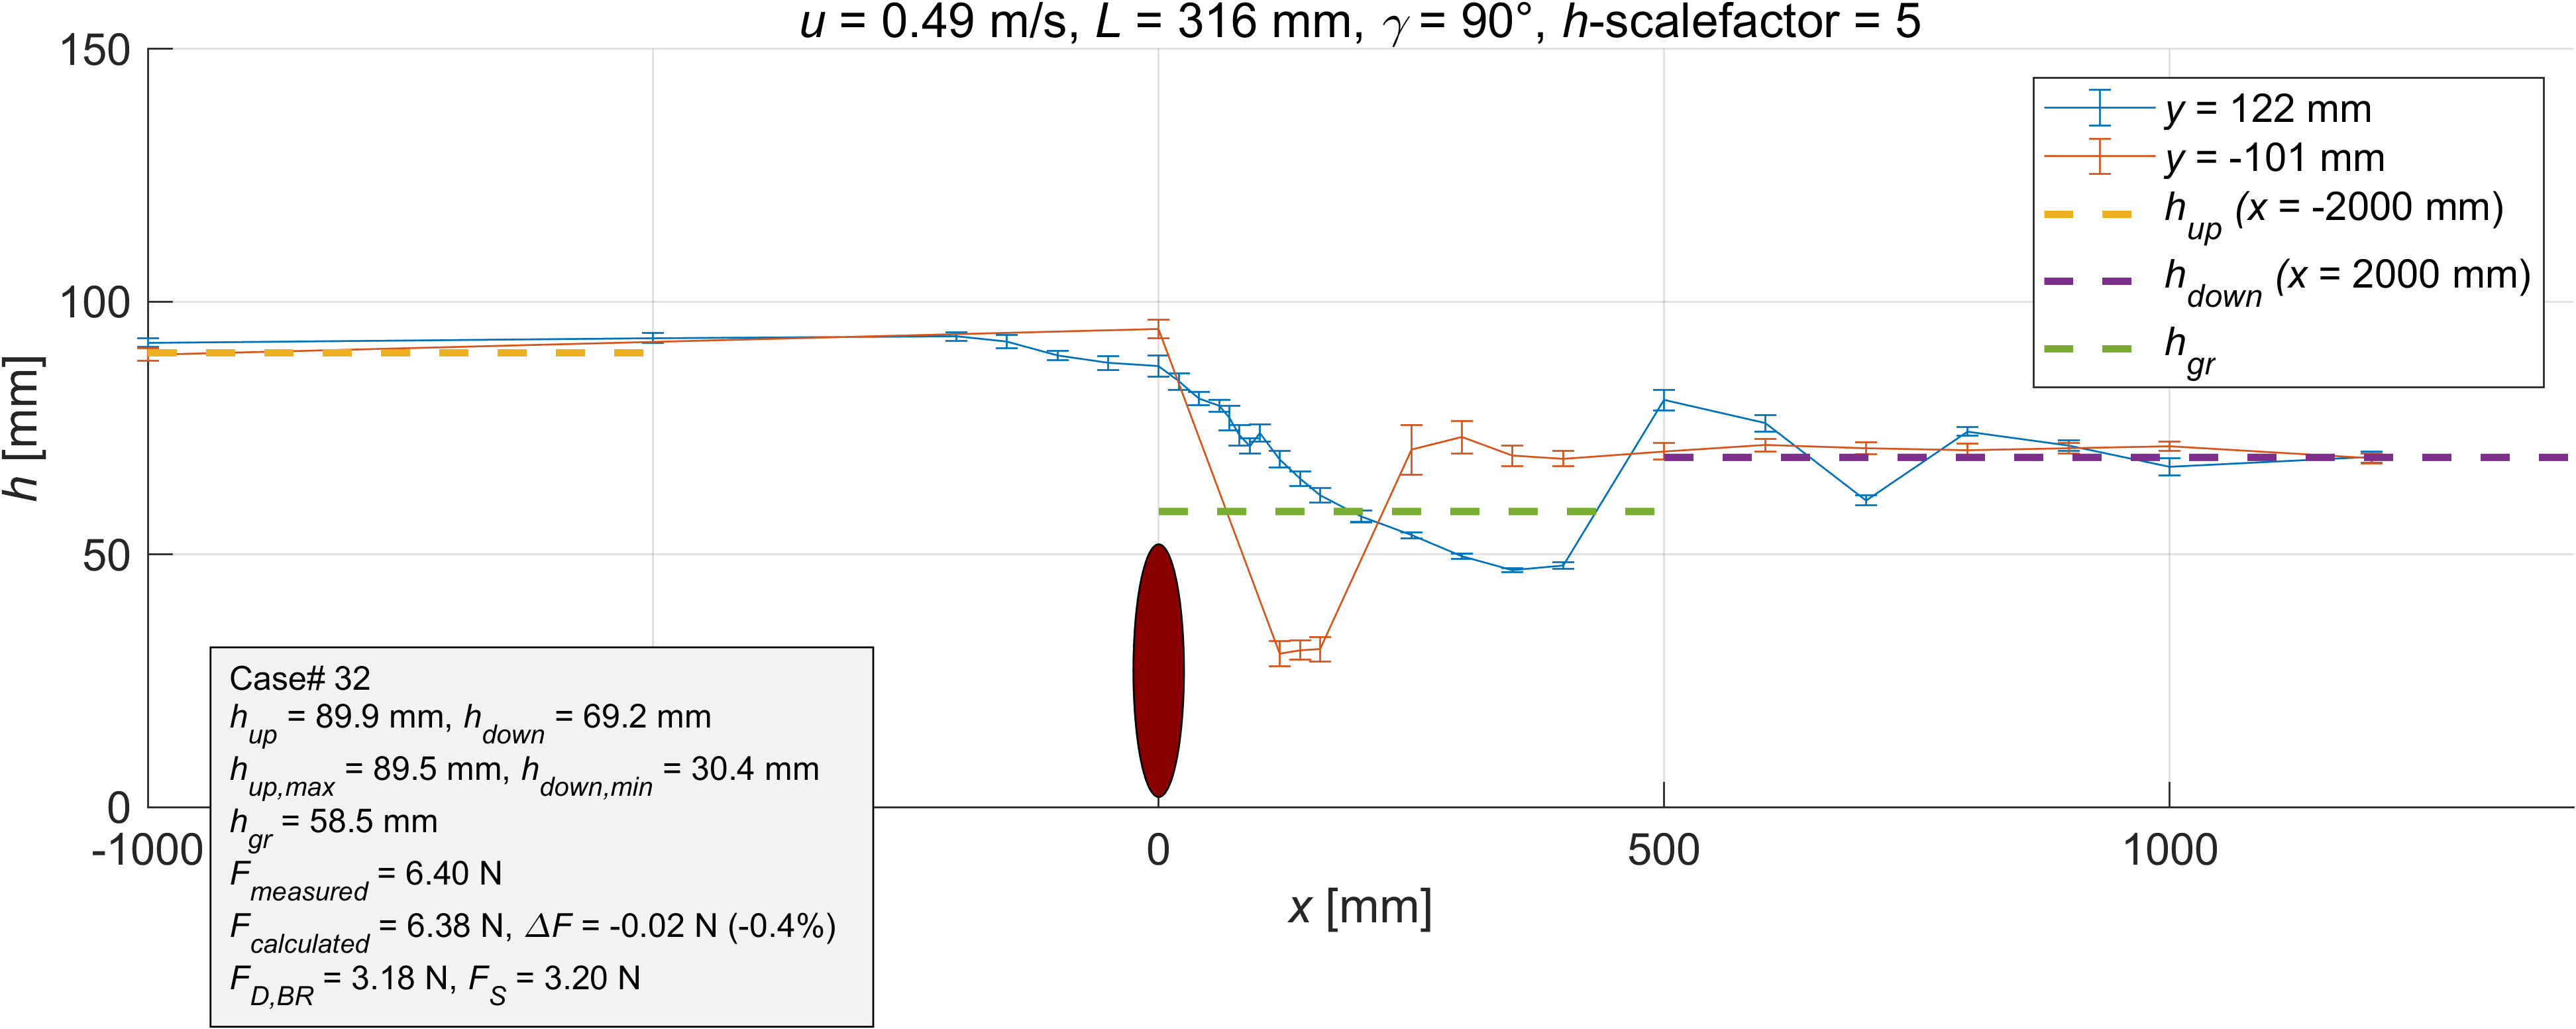 u = 0.49 m/s, L = 316 mm, γ = 90°, h-scalefactor = 5
150
100
50
0
h [mm]
-1000
0
500
1000
x [mm]
y = 122 mm
y = -101 mm
h_up (x = -2000 mm)
h_down (x = 2000 mm)
h_gr
Case# 32
h_up = 89.9 mm, h_down = 69.2 mm
h_up,max = 89.5 mm, h_down,min = 30.4 mm
h_gr = 58.5 mm
F_measured = 6.40 N
F_calculated = 6.38 N, ΔF = -0.02 N (-0.4%)
F_D,BR = 3.18 N, F_S = 3.20 N